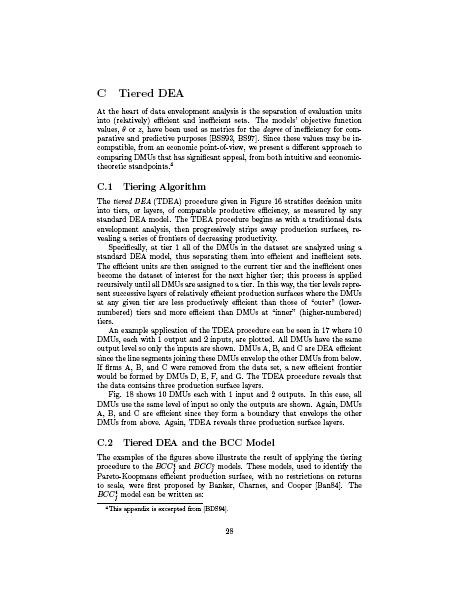 C Tiered DEA
At the heart of data envelopment analysis is the separation of evaluation units
into (relatively) efficient and inefficient sets. The models' objective function
values, θ or z, have been used as metrics for the degree of inefficiency for com-
parative and predictive purposes [BSS93, BS97]. Since these values may be in-
compatible, from an economic point-of-view, we present a different approach to
comparing DMUs that has significant appeal, from both intuitive and economic-
theoretic standpoints.
C.1 Tiering Algorithm
The tiered DEA (TDEA) procedure given in Figure 16 stratifies decision units
into tiers, or layers, of comparable productive efficiency, as measured by any
standard DEA model. The TDEA procedure begins as with a traditional data
envelopment analysis, then progressively strips away production surfaces, re-
vealing a series of frontiers of decreasing productivity.
Specifically, at tier 1 all of the DMUs in the dataset are analyzed using a
standard DEA model, thus separating them into efficient and inefficient sets.
The efficient units are then assigned to the current tier and the inefficient ones
become the dataset of interest for the next higher tier; this process is applied
recursively until all DMUs are assigned to a tier. In this way, the tier levels repre-
sent successive layers of relatively efficient production surfaces where the DMUs
at any given tier are less productively efficient than those of "outer" (lower-
numbered) tiers and more efficient than DMUs at "inner" (higher-numbered)
tiers.
An example application of the TDEA procedure can be seen in 17 where 10
DMUs, each with 1 output and 2 inputs, are plotted. All DMUs have the same
output level so only the inputs are shown. DMUs A, B, and C are DEA efficient
since the line segments joining these DMUs envelop the other DMUs from below.
If firms A, B, and C were removed from the data set, a new efficient frontier
would be formed by DMUs D, E, F, and G. The TDEA procedure reveals that
the data contains three production surface layers.
Fig. 18 shows 10 DMUs each with 1 input and 2 outputs. In this case, all
DMUs use the same level of input so only the outputs are shown. Again, DMUs
A, B, and C are efficient since they form a boundary that envelops the other
DMUs from above. Again, TDEA reveals three production surface layers.
C.2 Tiered DEA and the BCC Model
The examples of the figures above illustrate the result of applying the tiering
procedure to the BCC and BCC models. These models, used to identify the
Pareto-Koopmans efficient production surface, with no restrictions on returns
to scale, were first proposed by Banker, Charnes, and Cooper [Ban84]. The
BCC model can be written as:
This appendix is excerpted from [BDS94].
28